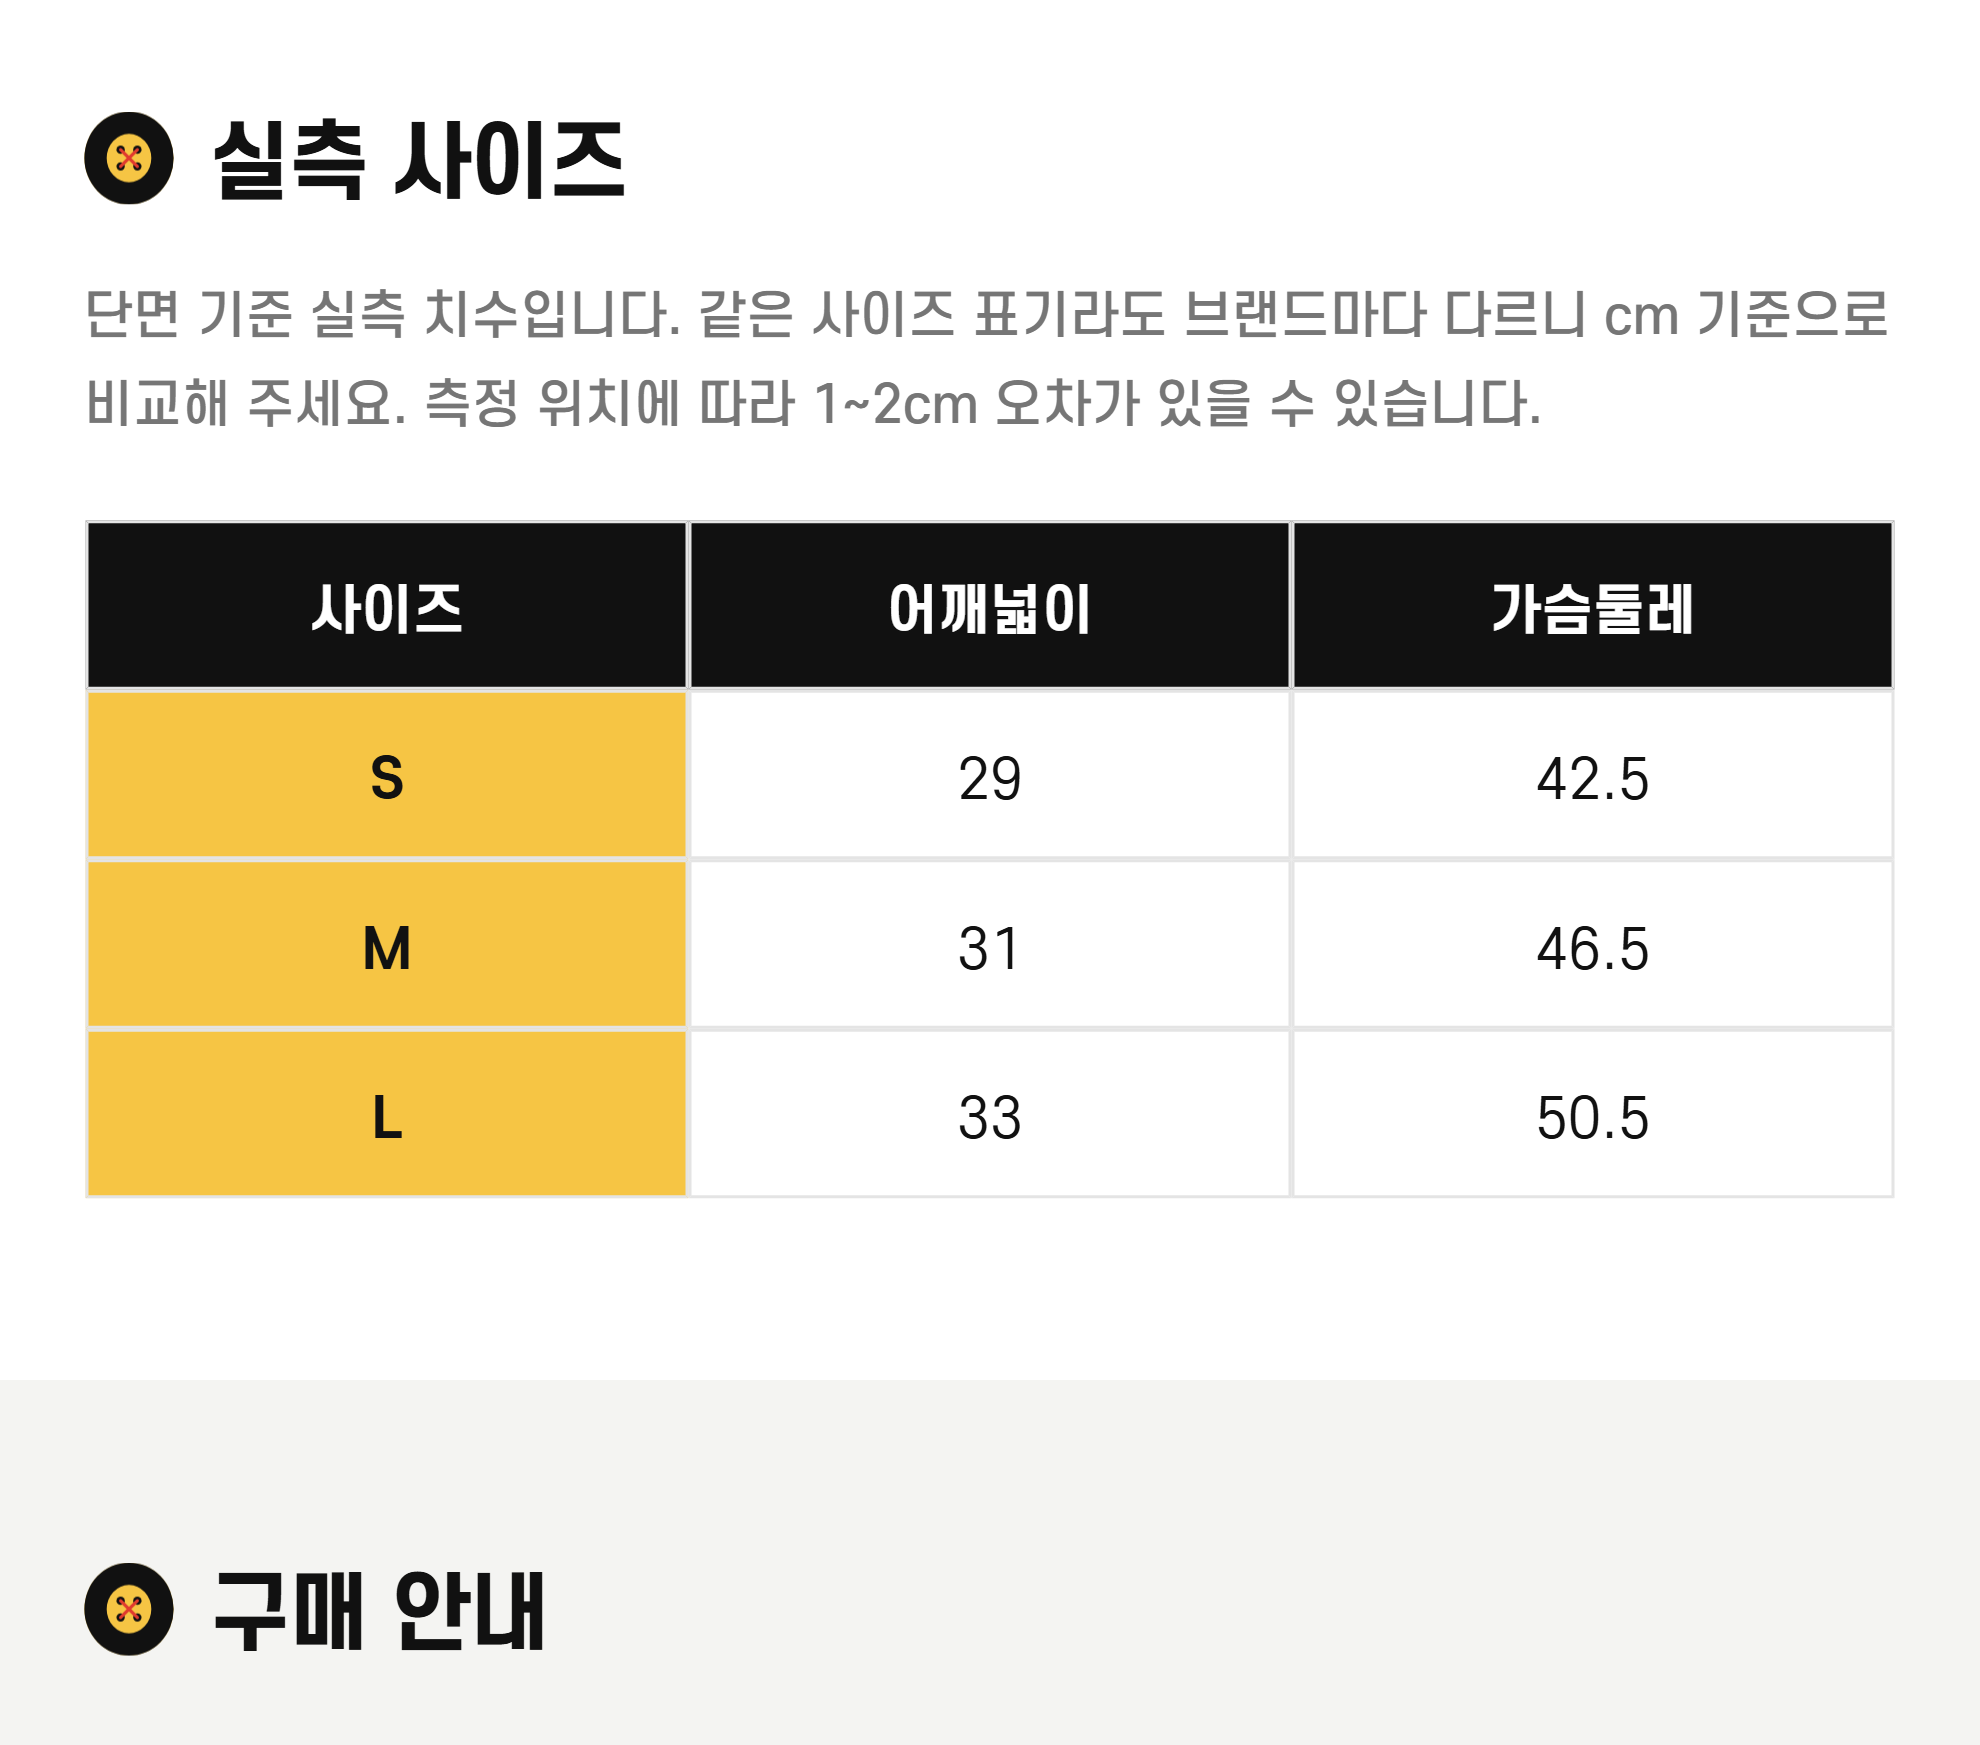 실측 사이즈
단면 기준 실측 치수입니다. 같은 사이즈 표기라도 브랜드마다 다르니 cm 기준으로
비교해 주세요. 측정 위치에 따라 1~2cm 오차가 있을 수 있습니다.
사이즈 어깨넓이 가슴둘레
S 29 42.5
M 31 46.5
L 33 50.5
구매 안내